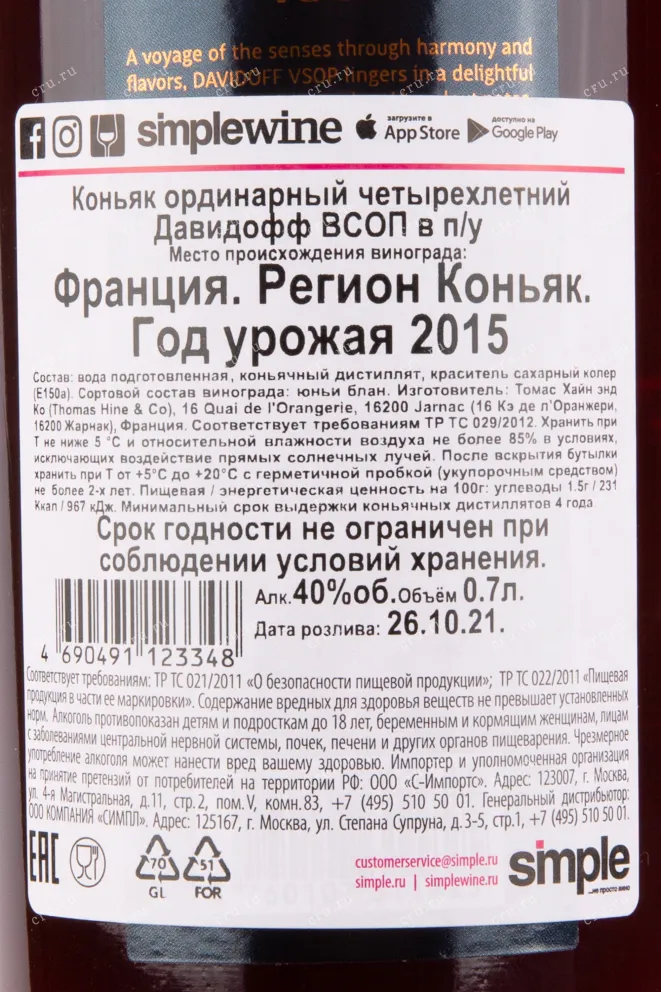 A voyage of the senses through harmony and
flavors, DAVIDOFF VSOP lingers in a delightful
simplewine загрузите в App Store доступно на Google Play
Коньяк ординарный четырехлетний
Давидофф ВСОП в п/у
Место происхождения винограда:
Франция. Регион Коньяк.
Год урожая 2015
Состав: вода подготовленная, коньячный дистиллят, краситель сахарный колер
(Е150а). Сортовой состав винограда: юньи блан. Изготовитель: Томас Хайн энд
Ко (Thomas Hine & Co), 16 Quai de l'Orangerie, 16200 Jarnac (16 Кэ де л'Оранжери,
16200 Жарнак), Франция. Соответствует требованиям ТР ТС 029/2012. Хранить при
Т не ниже 5 °С и относительной влажности воздуха не более 85% в условиях,
исключающих воздействие прямых солнечных лучей. После вскрытия бутылки
хранить при Т от +5°С до +20°С с герметичной пробкой (укупорочным средством)
не более 2-х лет. Пищевая / энергетическая ценность на 100г: углеводы 1.5г / 231
Ккал / 967 кДж. Минимальный срок выдержки коньячных дистиллятов 4 года.
Срок годности не ограничен при
соблюдении условий хранения.
Алк.40%об.Объём 0.7л.
Дата розлива: 26.10.21.
4 690491 123348
Соответствует требованиям: ТР ТС 021/2011 «О безопасности пищевой продукции»; ТР ТС 022/2011 «Пищевая
продукция в части ее маркировки». Содержание вредных для здоровья веществ не превышает установленных
норм. Алкоголь противопоказан детям и подросткам до 18 лет, беременным и кормящим женщинам, лицам
с заболеваниями центральной нервной системы, почек, печени и других органов пищеварения. Чрезмерное
употребление алкоголя может нанести вред вашему здоровью. Импортер и уполномоченная организация
на принятие претензий от потребителей на территории РФ: ООО «С-Импортс». Адрес: 123007, г. Москва,
ул. 4-я Магистральная, д.11, стр.2, пом.V, комн.83, +7 (495) 510 50 01. Генеральный дистрибьютор:
ООО КОМПАНИЯ «СИМПЛ». Адрес: 125167, г. Москва, ул. Степана Супруна, д.3-5, стр.1, +7 (495) 510 50 01.
EAC 70 GL 51 FOR
customerservice@simple.ru
simple.ru | simplewine.ru
simple
...не просто вино
cru.ru